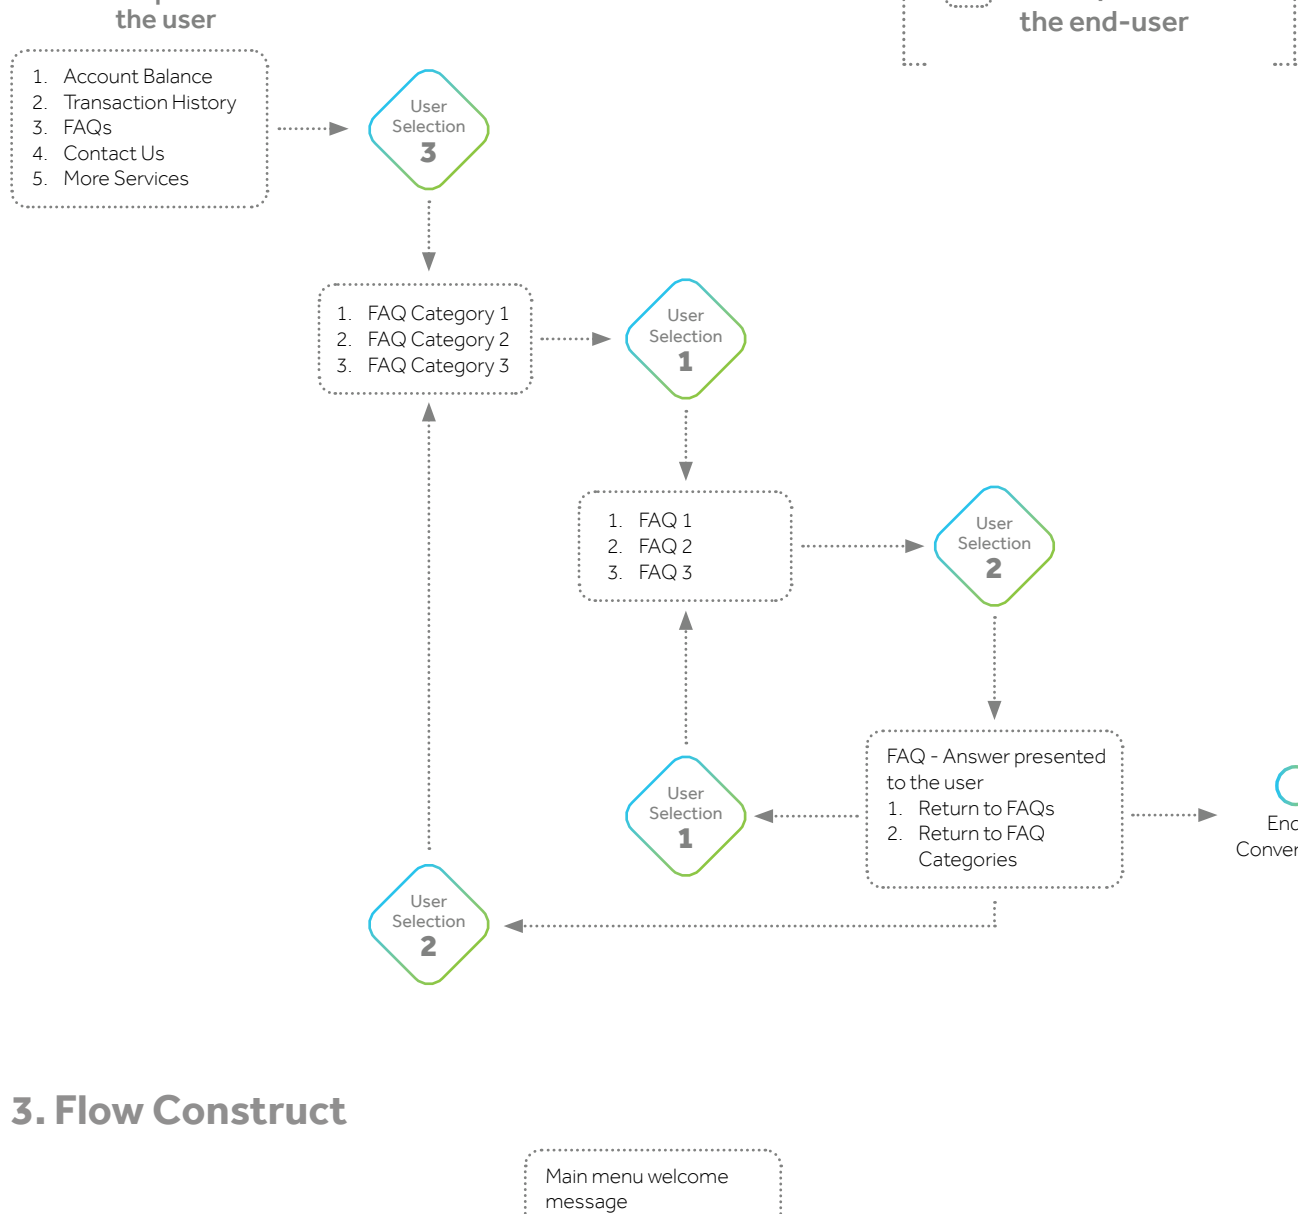 the user
the end-user
1. Account Balance
2. Transaction History
3. FAQs
4. Contact Us
5. More Services
User
Selection
3
1. FAQ Category 1
2. FAQ Category 2
3. FAQ Category 3
User
Selection
1
1. FAQ 1
2. FAQ 2
3. FAQ 3
User
Selection
2
FAQ - Answer presented
to the user
1. Return to FAQs
2. Return to FAQ
Categories
User
Selection
1
User
Selection
2
3. Flow Construct
Main menu welcome
message